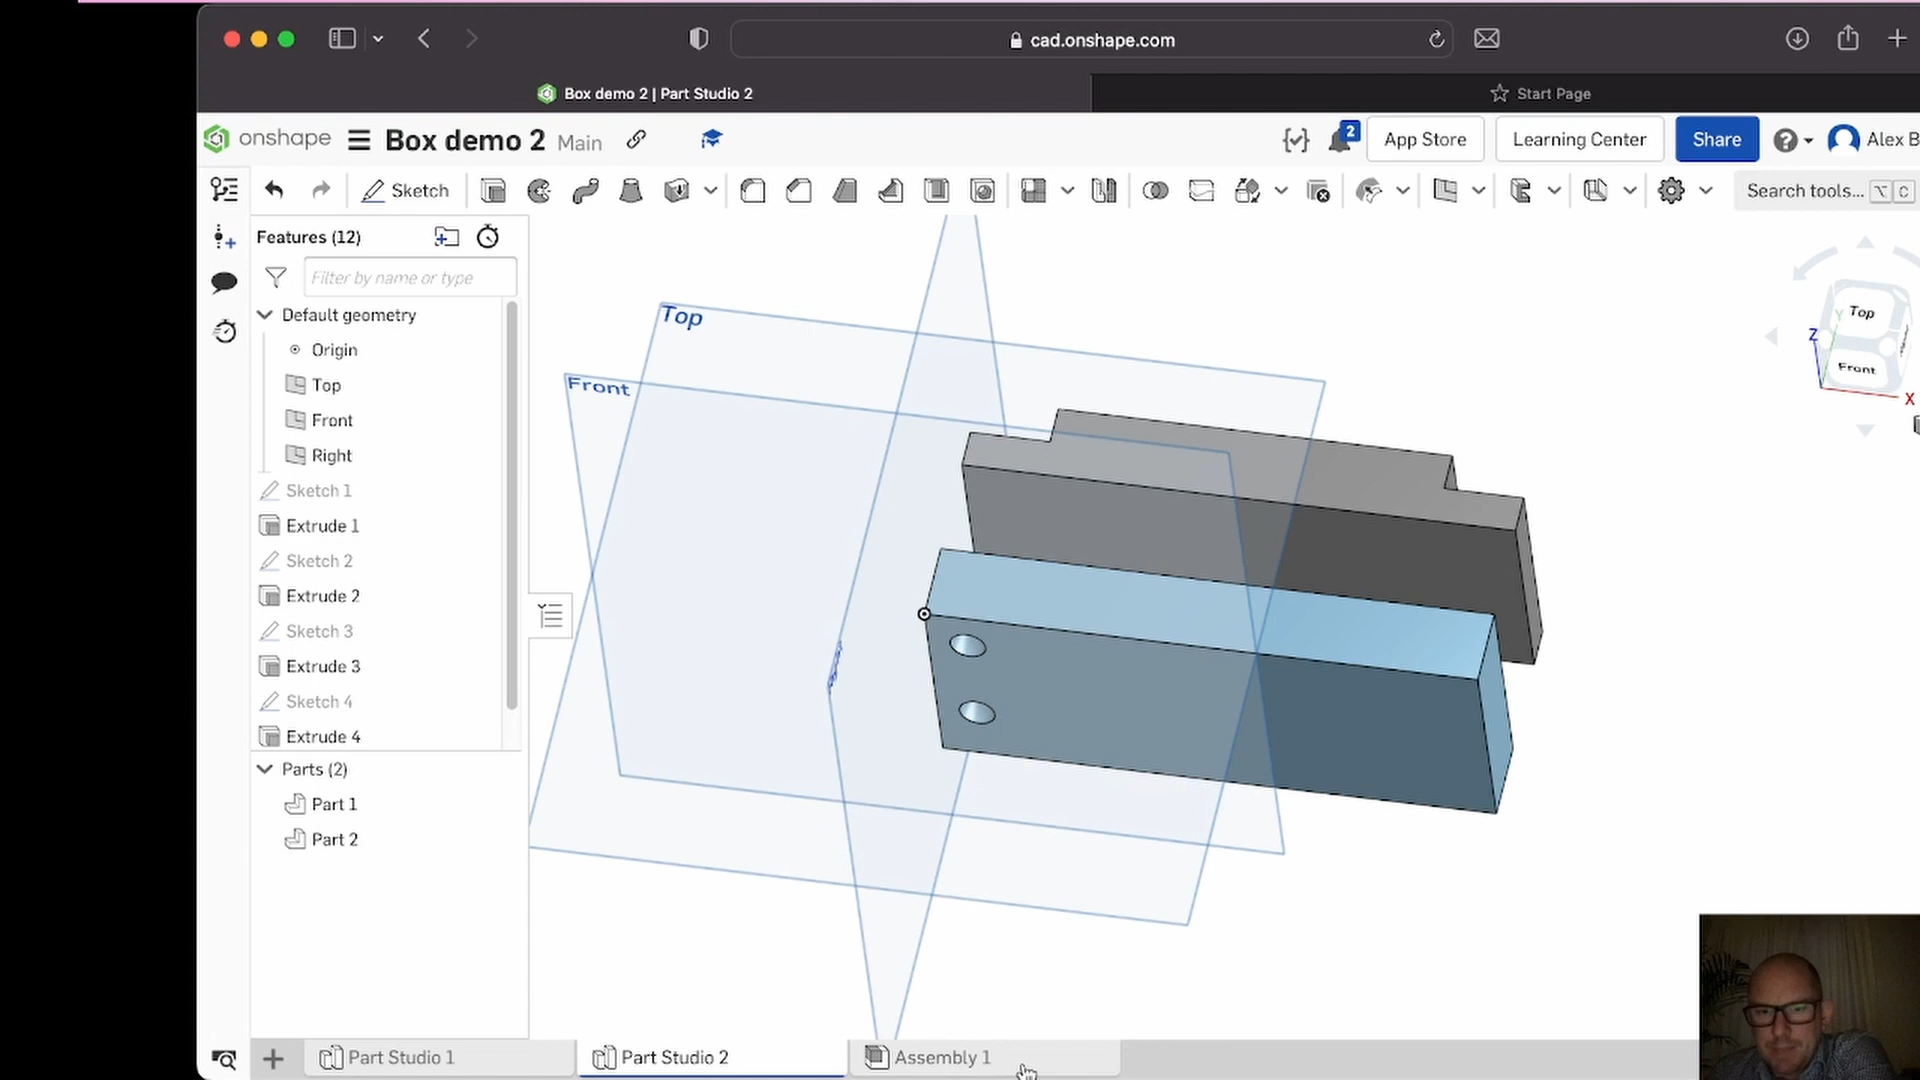 cad.onshape.com
Box demo 2 | Part Studio 2
Start Page
onshape
Box demo 2 Main
2
App Store
Learning Center
Share
Alex B
Sketch
Search tools... ⌥ C
Features (12)
Filter by name or type
Default geometry
Origin
Top
Front
Right
Sketch 1
Extrude 1
Sketch 2
Extrude 2
Sketch 3
Extrude 3
Sketch 4
Extrude 4
Parts (2)
Part 1
Part 2
Top
Front
Top
Front
Z
Y
X
Part Studio 1
Part Studio 2
Assembly 1